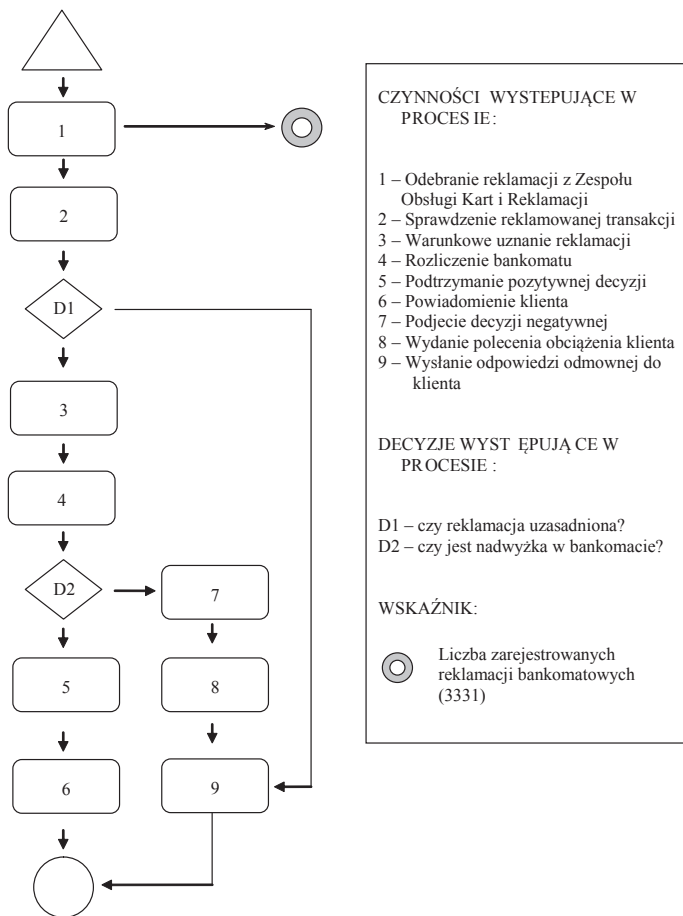 1
2
D1
3
4
D2
7
5
8
6
9
CZYNNOŚCI WYSTEPUJĄCE W
PROCES IE:
1 – Odebranie reklamacji z Zespołu
Obsługi Kart i Reklamacji
2 – Sprawdzenie reklamowanej transakcji
3 – Warunkowe uznanie reklamacji
4 – Rozliczenie bankomatu
5 – Podtrzymanie pozytywnej decyzji
6 – Powiadomienie klienta
7 – Podjecie decyzji negatywnej
8 – Wydanie polecenia obciążenia klienta
9 – Wysłanie odpowiedzi odmownej do
klienta
DECYZJE WYST ĘPUJĄ CE W
PROCESIE :
D1 – czy reklamacja uzasadniona?
D2 – czy jest nadwyżka w bankomacie?
WSKAŹNIK:
Liczba zarejestrowanych
reklamacji bankomatowych
(3331)